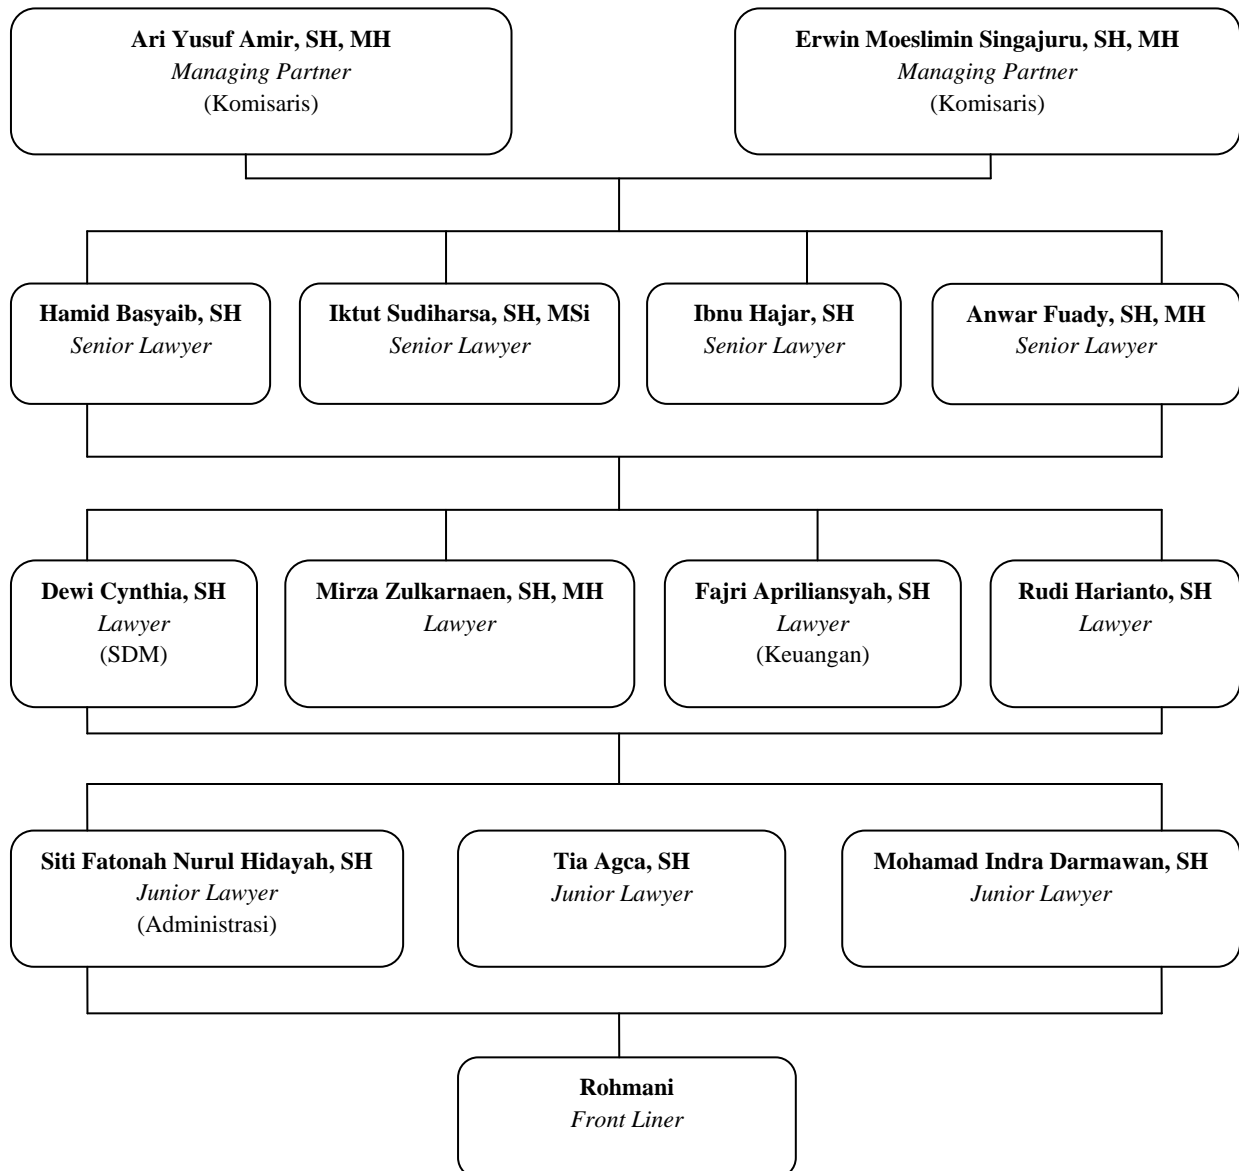 Ari Yusuf Amir, SH, MH
Managing Partner
(Komisaris)
Erwin Moeslimin Singajuru, SH, MH
Managing Partner
(Komisaris)
Hamid Basyaib, SH
Senior Lawyer
Iktut Sudiharsa, SH, MSi
Senior Lawyer
Ibnu Hajar, SH
Senior Lawyer
Anwar Fuady, SH, MH
Senior Lawyer
Dewi Cynthia, SH
Lawyer
(SDM)
Mirza Zulkarnaen, SH, MH
Lawyer
Fajri Apriliansyah, SH
Lawyer
(Keuangan)
Rudi Harianto, SH
Lawyer
Siti Fatonah Nurul Hidayah, SH
Junior Lawyer
(Administrasi)
Tia Agca, SH
Junior Lawyer
Mohamad Indra Darmawan, SH
Junior Lawyer
Rohmani
Front Liner